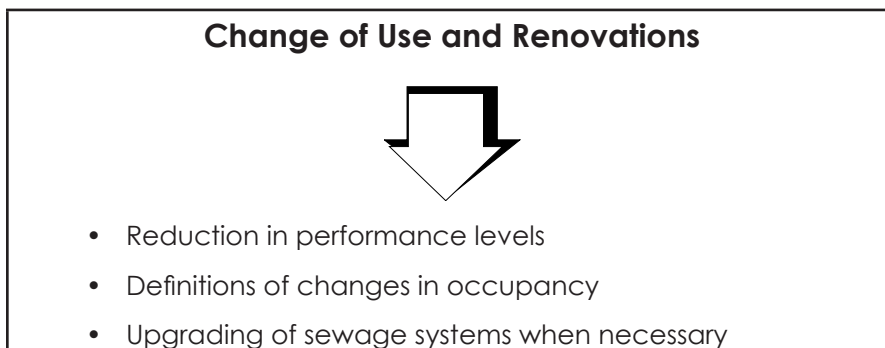 Change of Use and Renovations
• Reduction in performance levels
• Definitions of changes in occupancy
• Upgrading of sewage systems when necessary